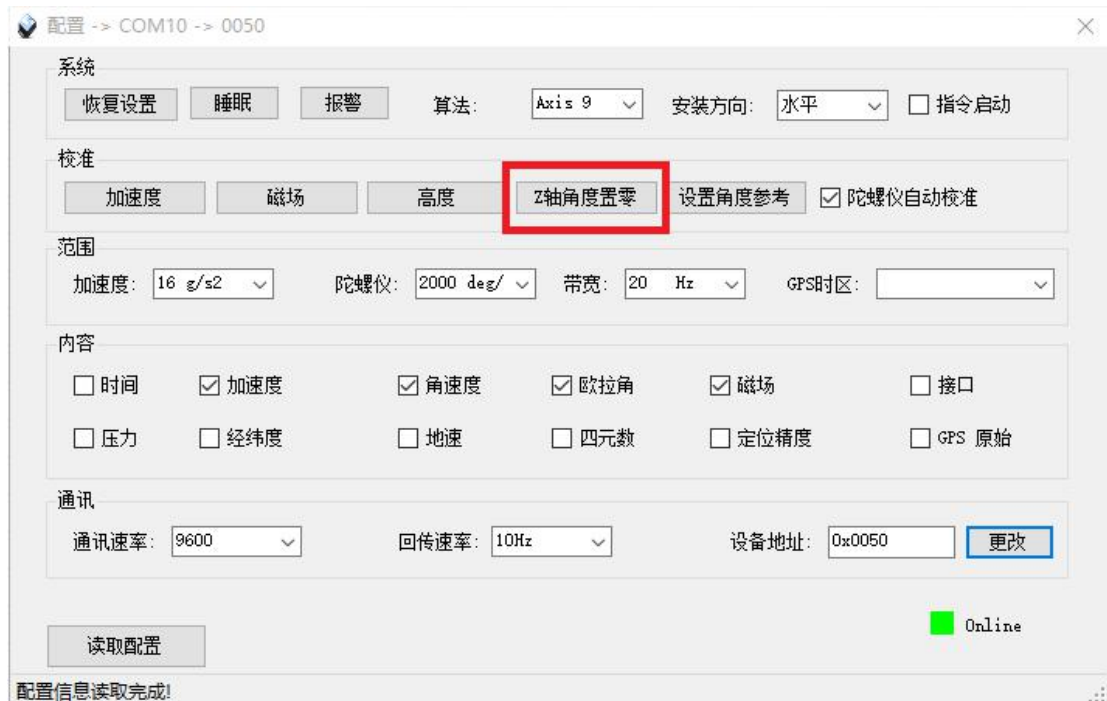 配置 -> COM10 -> 0050
系统
恢复设置 睡眠 报警 算法: Axis 9 安装方向: 水平 指令启动
校准
加速度 磁场 高度 Z轴角度置零 设置角度参考 陀螺仪自动校准
范围
加速度: 16 g/s2 陀螺仪: 2000 deg/ 带宽: 20 Hz GPS时区:
内容
时间 加速度 角速度 欧拉角 磁场 接口
压力 经纬度 地速 四元数 定位精度 GPS 原始
通讯
通讯速率: 9600 回传速率: 10Hz 设备地址: 0x0050 更改
Online
读取配置
配置信息读取完成!